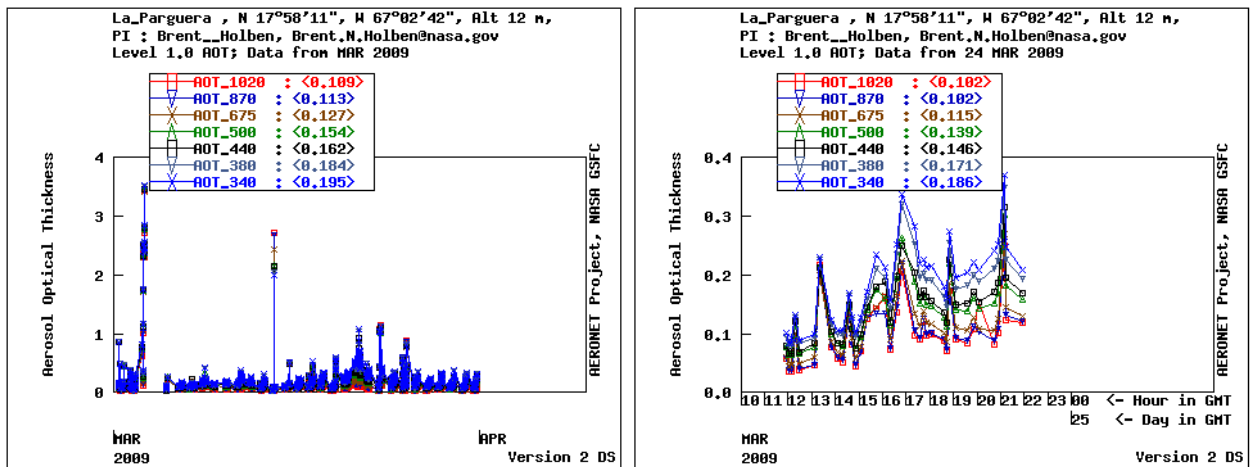 La_Parguera , N 17°58'11", W 67°02'42", Alt 12 m,
PI : Brent__Holben, Brent.N.Holben@nasa.gov
Level 1.0 AOT; Data from MAR 2009
AOT_1020 : <0.109>
AOT_870 : <0.113>
AOT_675 : <0.127>
AOT_500 : <0.154>
AOT_440 : <0.162>
AOT_380 : <0.184>
AOT_340 : <0.195>
Aerosol Optical Thickness
4
3
2
1
0
AERONET Project, NASA GSFC
MAR
APR
2009
Version 2 DS
La_Parguera , N 17°58'11", W 67°02'42", Alt 12 m,
PI : Brent__Holben, Brent.N.Holben@nasa.gov
Level 1.0 AOT; Data from 24 MAR 2009
AOT_1020 : <0.102>
AOT_870 : <0.102>
AOT_675 : <0.115>
AOT_500 : <0.139>
AOT_440 : <0.146>
AOT_380 : <0.171>
AOT_340 : <0.186>
Aerosol Optical Thickness
0.4
0.3
0.2
0.1
0.0
AERONET Project, NASA GSFC
10 11 12 13 14 15 16 17 18 19 20 21 22 23 00 <- Hour in GMT
25 <- Day in GMT
MAR
2009
Version 2 DS